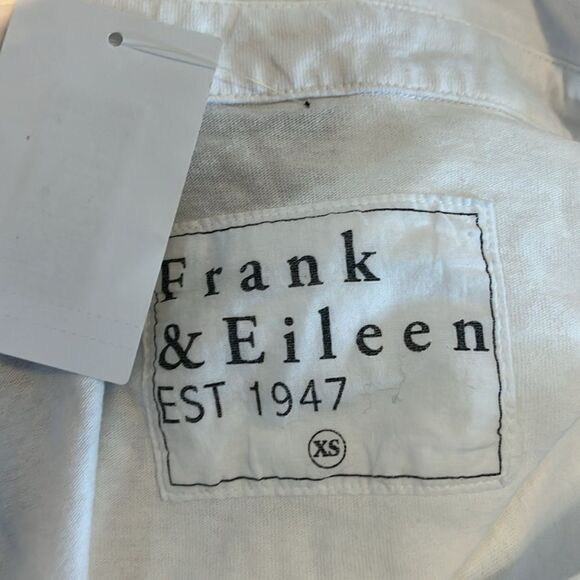 Frank
& Eileen
EST 1947
XS